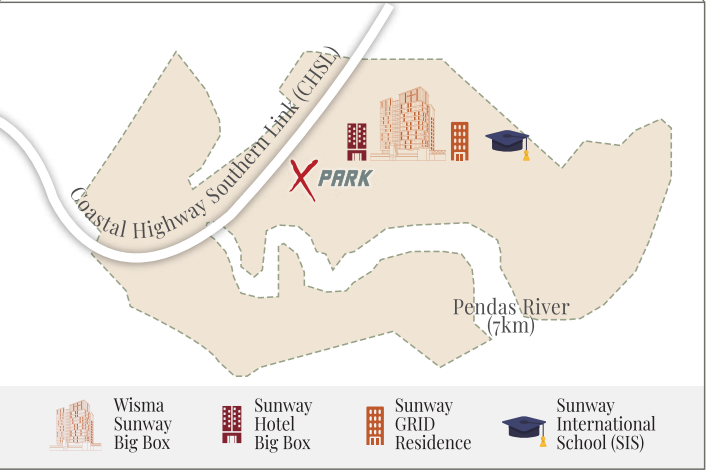 Coastal Highway Southern Link (CHSL)
X PARK
Pendas River
(7km)
Wisma
Sunway
Big Box
Sunway
Hotel
Big Box
Sunway
GRID
Residence
Sunway
International
School (SIS)